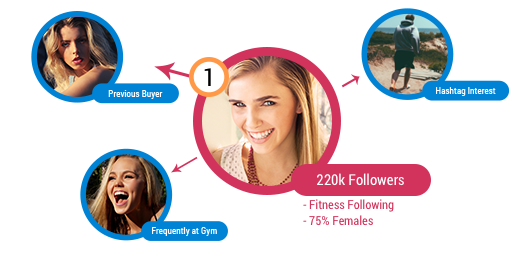 1
Previous Buyer
Hashtag Interest
220k Followers
- Fitness Following
- 75% Females
Frequently at Gym